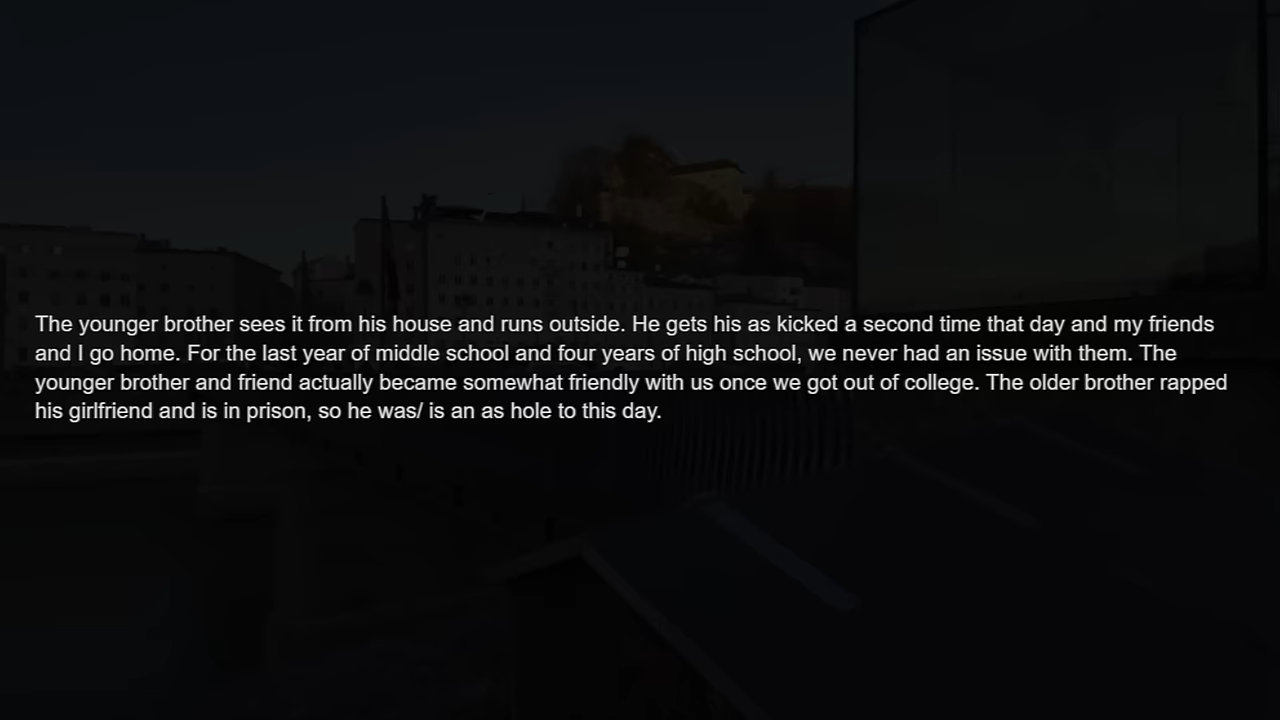 The younger brother sees it from his house and runs outside. He gets his as kicked a second time that day and my friends
and I go home. For the last year of middle school and four years of high school, we never had an issue with them. The
younger brother and friend actually became somewhat friendly with us once we got out of college. The older brother rapped
his girlfriend and is in prison, so he was/ is an as hole to this day.